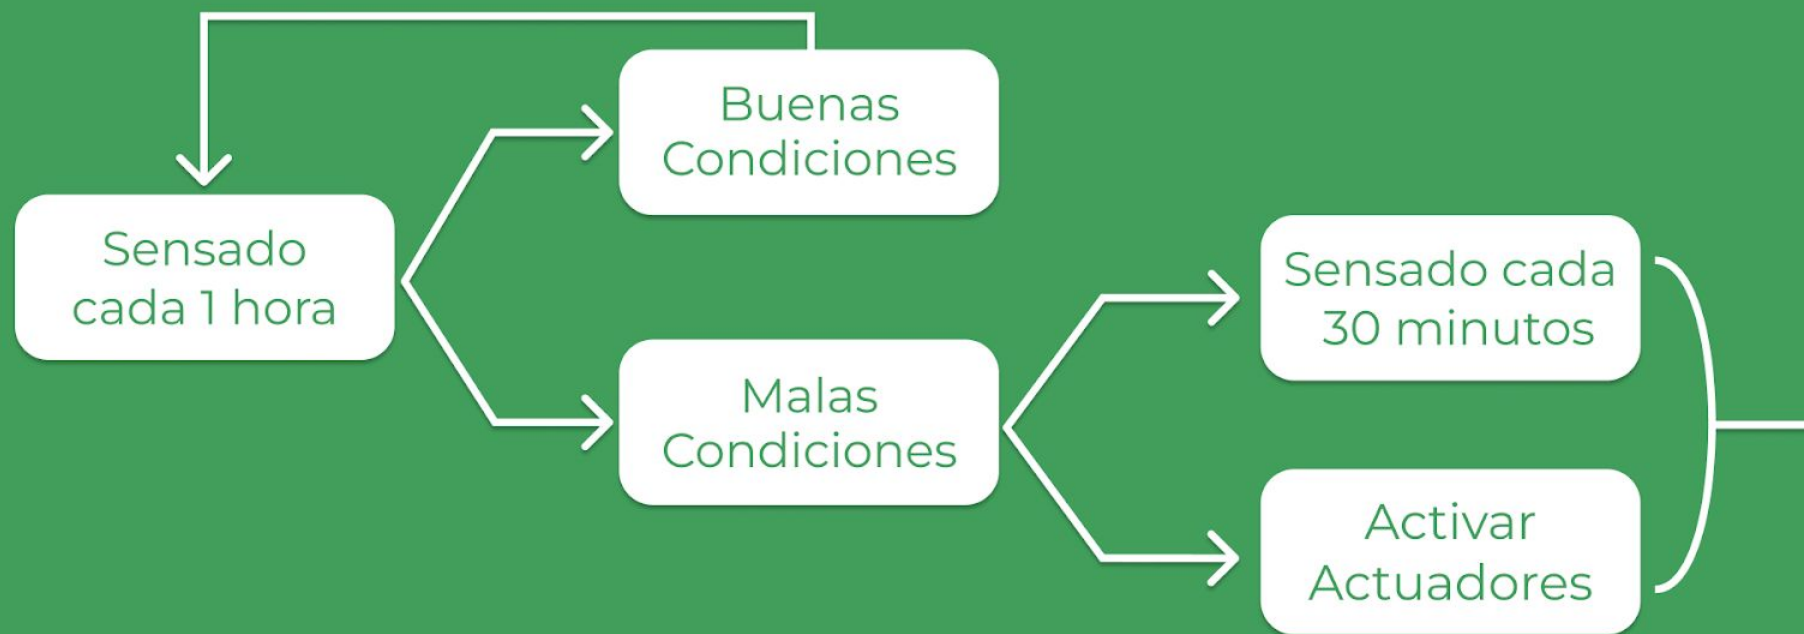 Buenas
Condiciones
Sensado
cada 1 hora
Sensado cada
30 minutos
Malas
Condiciones
Activar
Actuadores